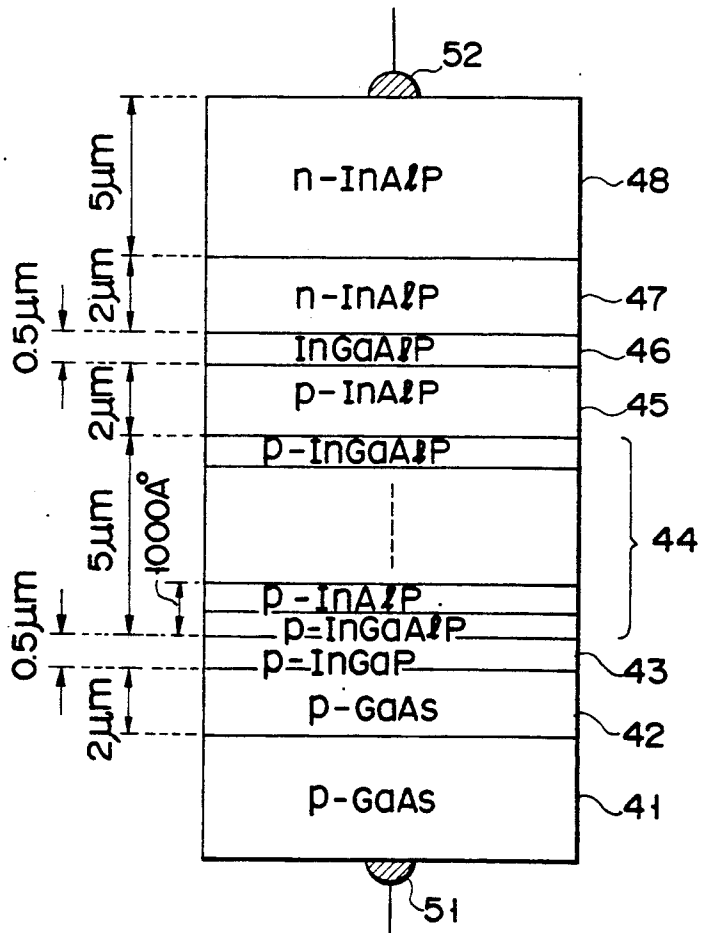 52
5μm
n-InAlP
48
2μm
n-InAlP
47
0.5μm
InGaAlP
46
2μm
p-InAlP
45
p-InGaAlP
5μm
1000A°
44
p-InAlP
p-InGaAlP
0.5μm
p-InGaP
43
2μm
p-GaAs
42
p-GaAs
41
51